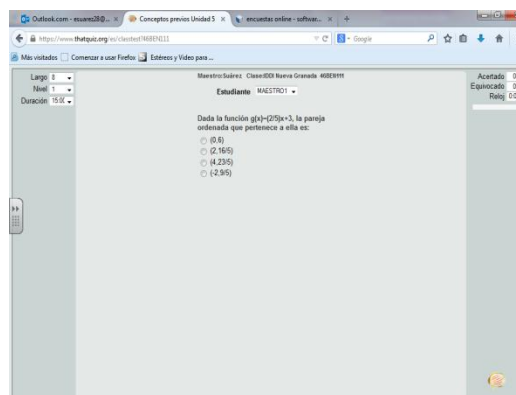 Outlook.com - esuarez28@... ×
Conceptos previos Unidad 5 ×
encuestas online - softwar... ×
https://www.thatquiz.org/es/classtest?46BEN111
Google
Más visitados
Comenzar a usar Firefox
Estéreos y Video para ...
Largo 8
Nivel 1
Duración 15:0
Maestro:Suárez Clase:IDDI Nueva Granada 46BEN111
Estudiante MAESTRO1
Dada la función g(x)=(2/5)x+3, la pareja
ordenada que pertenece a ella es:
(0,6)
(2,16/5)
(4,23/5)
(-2,9/5)
Acertado 0
Equivocado 0
Reloj 0:0